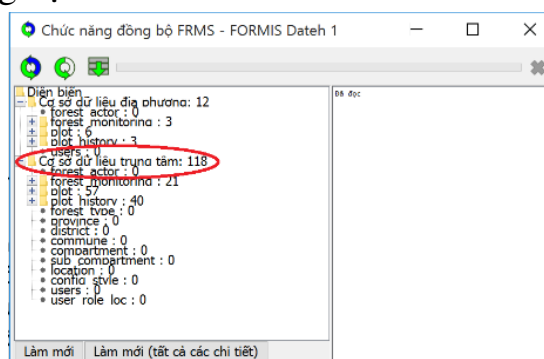 Chức năng đồng bộ FRMS - FORMIS Dateh 1
Diễn biến
Cơ sở dữ liệu địa phương: 12
forest actor : 0
forest monitoring : 3
plot : 6
plot history : 3
users : 0
Cơ sở dữ liệu trung tâm: 118
forest actor : 0
forest monitoring : 21
plot : 57
plot history : 40
forest type : 0
province : 0
district : 0
commune : 0
compartment : 0
sub compartment : 0
location : 0
config style : 0
users : 0
user role loc : 0
Đã đọc
Làm mới Làm mới (tất cả các chi tiết)